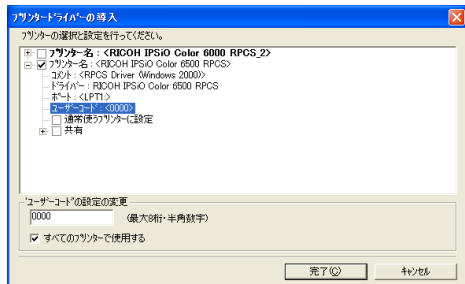 プリンタードライバーの導入
プリンターの選択と設定を行ってください。
プリンター名 : <RICOH IPSiO Color 6000 RPCS_2>
プリンター名 : <RICOH IPSiO Color 6000 RPCS>
コメント : <RPCS Driver (Windows 2000)>
ドライバー : RICOH IPSiO Color 6000 RPCS
ポート : <LPT1:>
ユーザーコード : <0000>
通常使うプリンターに設定
共有
"ユーザーコード"の設定の変更
0000 (最大8桁・半角数字)
すべてのプリンターで使用する
完了(C) キャンセル